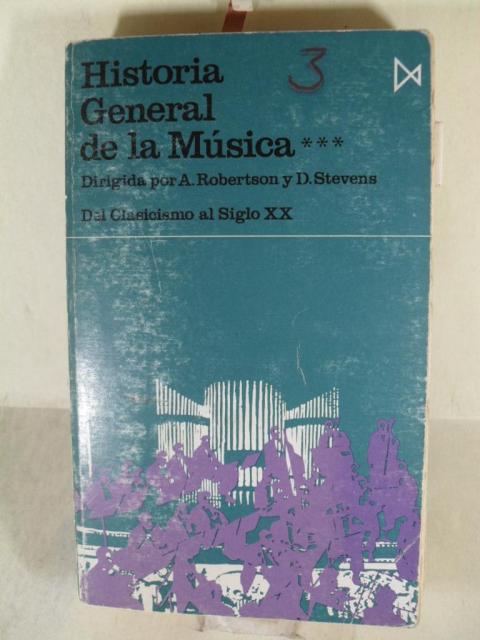 Historia
3
General
de la Música ***
Dirigida por A. Robertson y D. Stevens
Del Clasicismo al Siglo XX